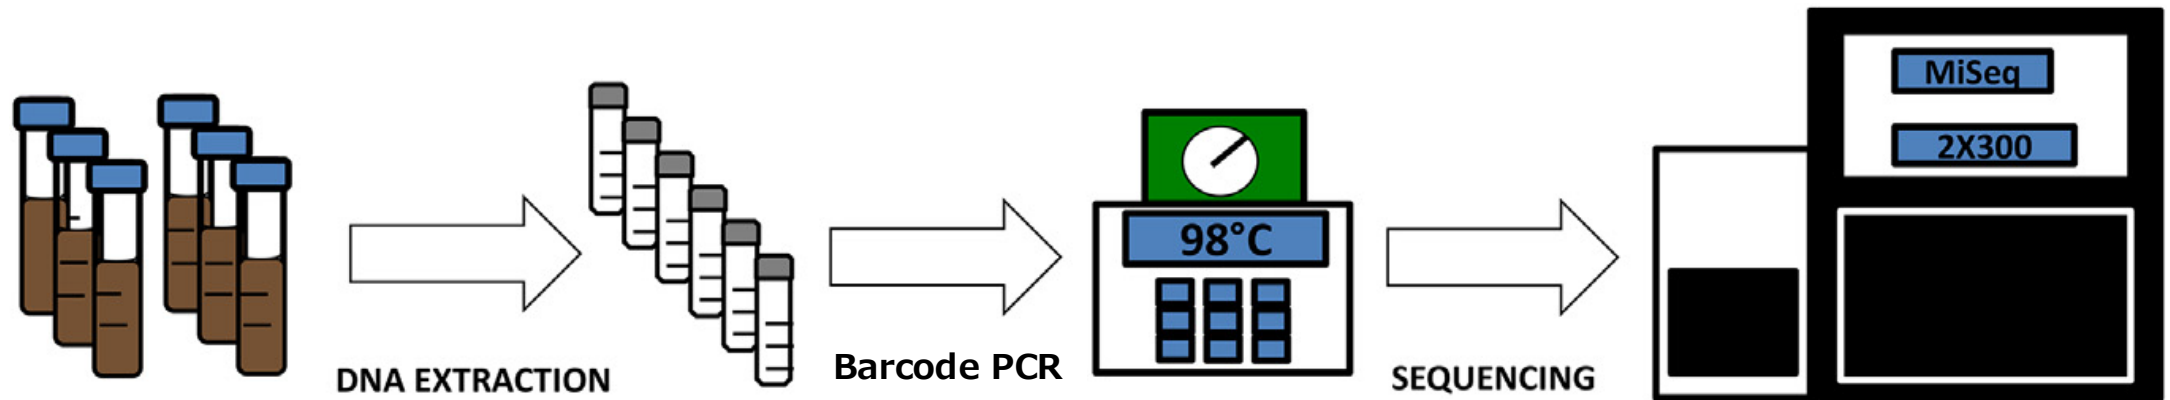 DNA EXTRACTION
Barcode PCR
98°C
SEQUENCING
MiSeq
2X300